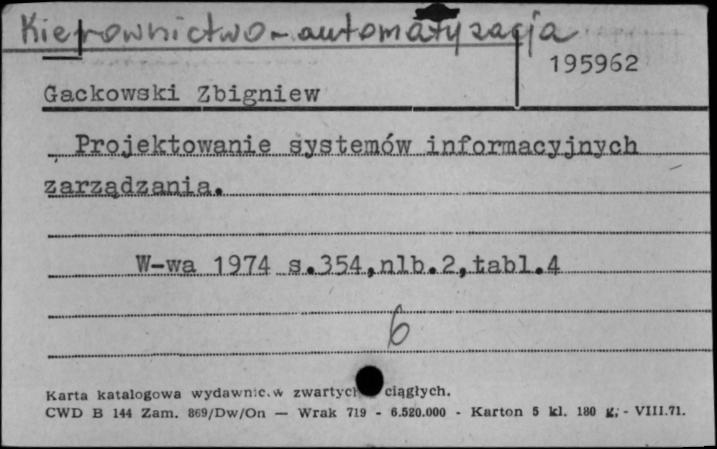 Kierownictwo - automatyzacja
195962
Gackowski Zbigniew
Projektowanie systemów informacyjnych
zarządzania.
W-wa 1974 s.354,nlb.2,tabl.4
6
Karta katalogowa wydawnic.w zwartych ciągłych.
CWD B 144 Zam. 869/Dw/On — Wrak 719 - 6.520.000 - Karton 5 kl. 180 g. - VIII.71.